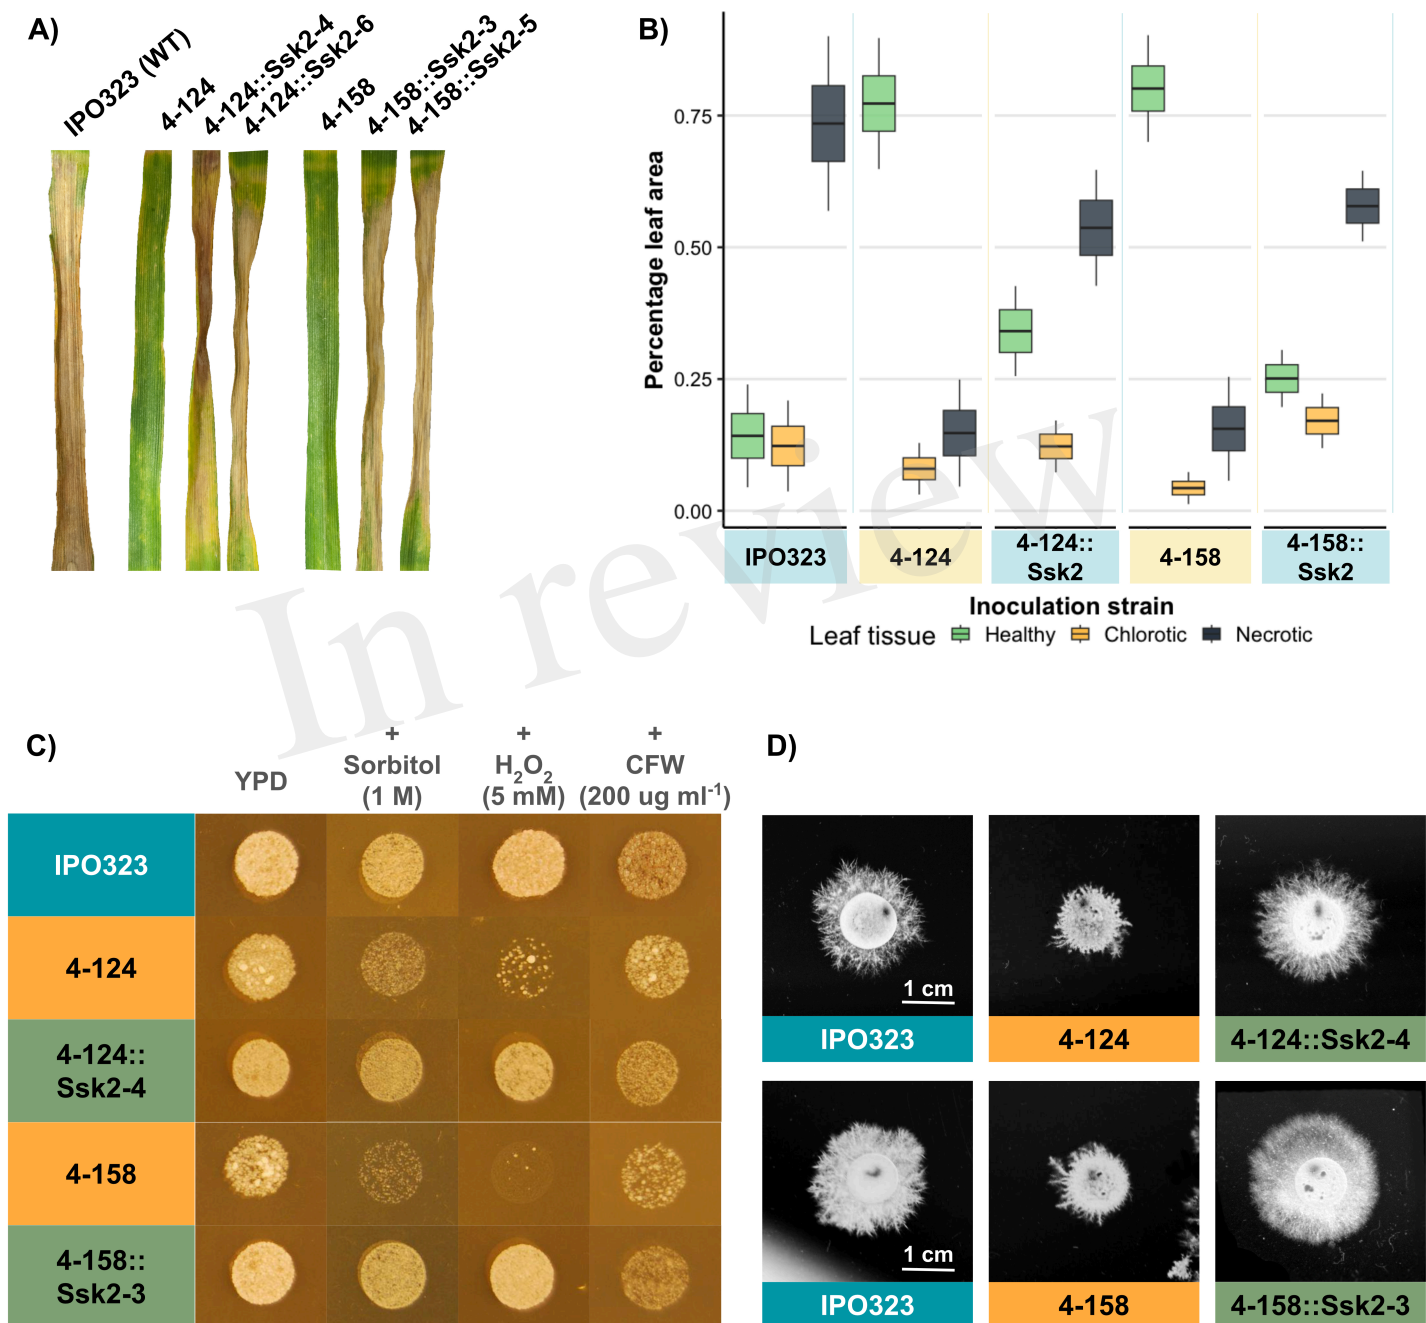 A)
IPO323 (WT)
4-124
4-124::Ssk2-4
4-124::Ssk2-6
4-158
4-158::Ssk2-3
4-158::Ssk2-5
B)
Percentage leaf area
0.75
0.50
0.25
0.00
IPO323
4-124
4-124::
Ssk2
4-158
4-158::
Ssk2
Inoculation strain
Leaf tissue Healthy Chlorotic Necrotic
In review
C)
YPD
+
Sorbitol
(1 M)
+
H₂O₂
(5 mM)
+
CFW
(200 ug ml⁻¹)
IPO323
4-124
4-124::
Ssk2-4
4-158
4-158::
Ssk2-3
D)
1 cm
IPO323
4-124
4-124::Ssk2-4
1 cm
IPO323
4-158
4-158::Ssk2-3